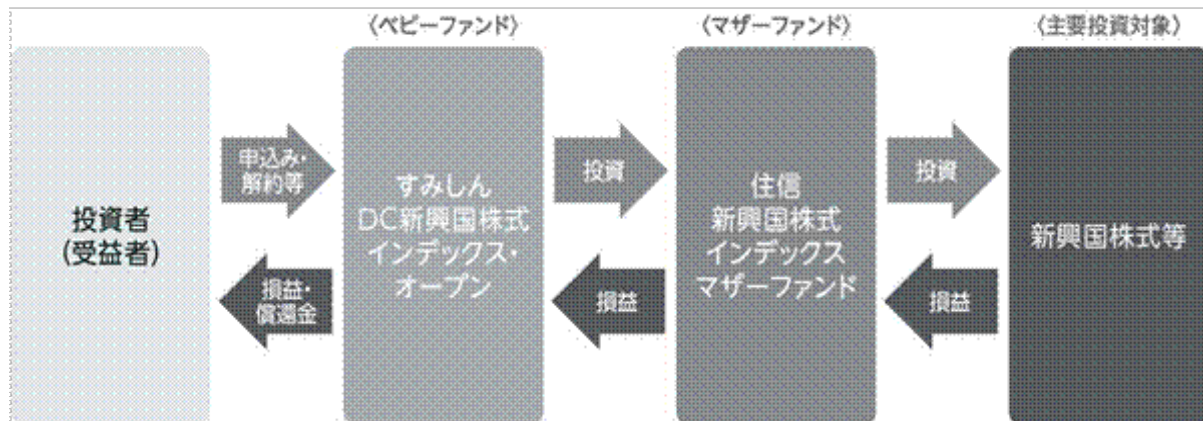 〈ベビーファンド〉
〈マザーファンド〉
〈主要投資対象〉
投資者
(受益者)
申込み・
解約等
損益・
償還金
すみしん
DC新興国株式
インデックス・
オープン
投資
損益
住信
新興国株式
インデックス
マザーファンド
投資
損益
新興国株式等